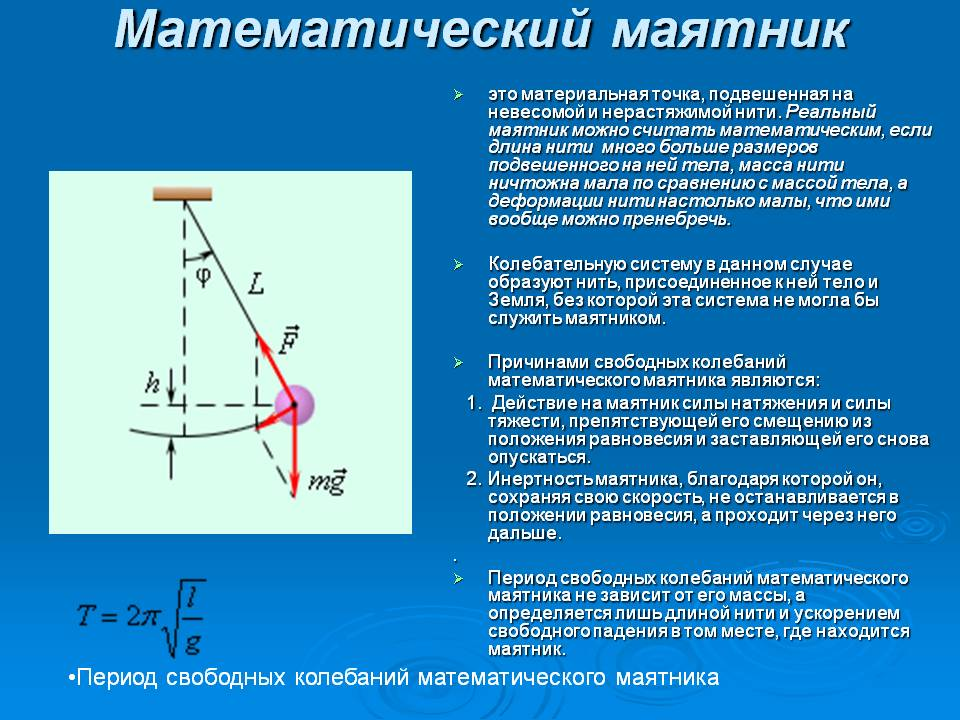 Математический маятник
это материальная точка, подвешенная на
невесомой и нерастяжимой нити. Реальный
маятник можно считать математическим, если
длина нити много больше размеров
подвешенного на ней тела, масса нити
ничтожна мала по сравнению с массой тела, а
деформации нити настолько малы, что ими
вообще можно пренебречь.
Колебательную систему в данном случае
образуют нить, присоединенное к ней тело и
Земля, без которой эта система не могла бы
служить маятником.
Причинами свободных колебаний
математического маятника являются:
1. Действие на маятник силы натяжения и силы
тяжести, препятствующей его смещению из
положения равновесия и заставляющей его снова
опускаться.
2. Инертность маятника, благодаря которой он,
сохраняя свою скорость, не останавливается в
положении равновесия, а проходит через него
дальше.
.
Период свободных колебаний математического
маятника не зависит от его массы, а
определяется лишь длиной нити и ускорением
свободного падения в том месте, где находится
маятник.
φ
L
F⃗
h
mg⃗
T = 2π√(l/g)
•Период свободных колебаний математического маятника